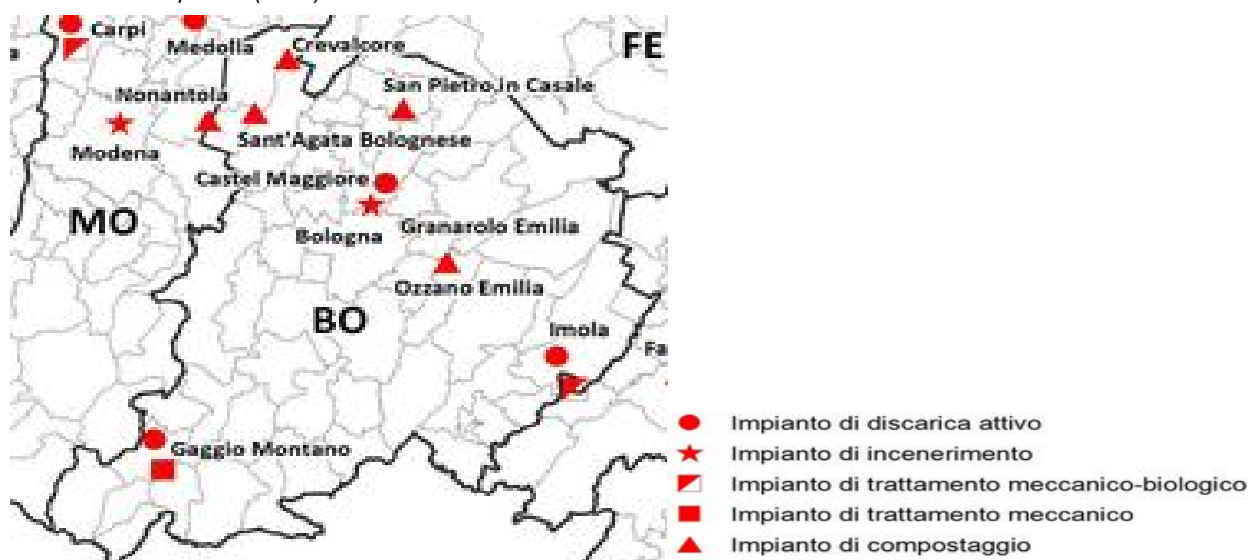 Carpi
Medolla
Crevalcore
FE
a
Nonantola
San Pietro in Casale
Modena
Sant'Agata Bolognese
Castel Maggiore
MO
Bologna
Granarolo Emilia
Ozzano Emilia
BO
Imola
Fa
Gaggio Montano
Impianto di discarica attivo
Impianto di incenerimento
Impianto di trattamento meccanico-biologico
Impianto di trattamento meccanico
Impianto di compostaggio